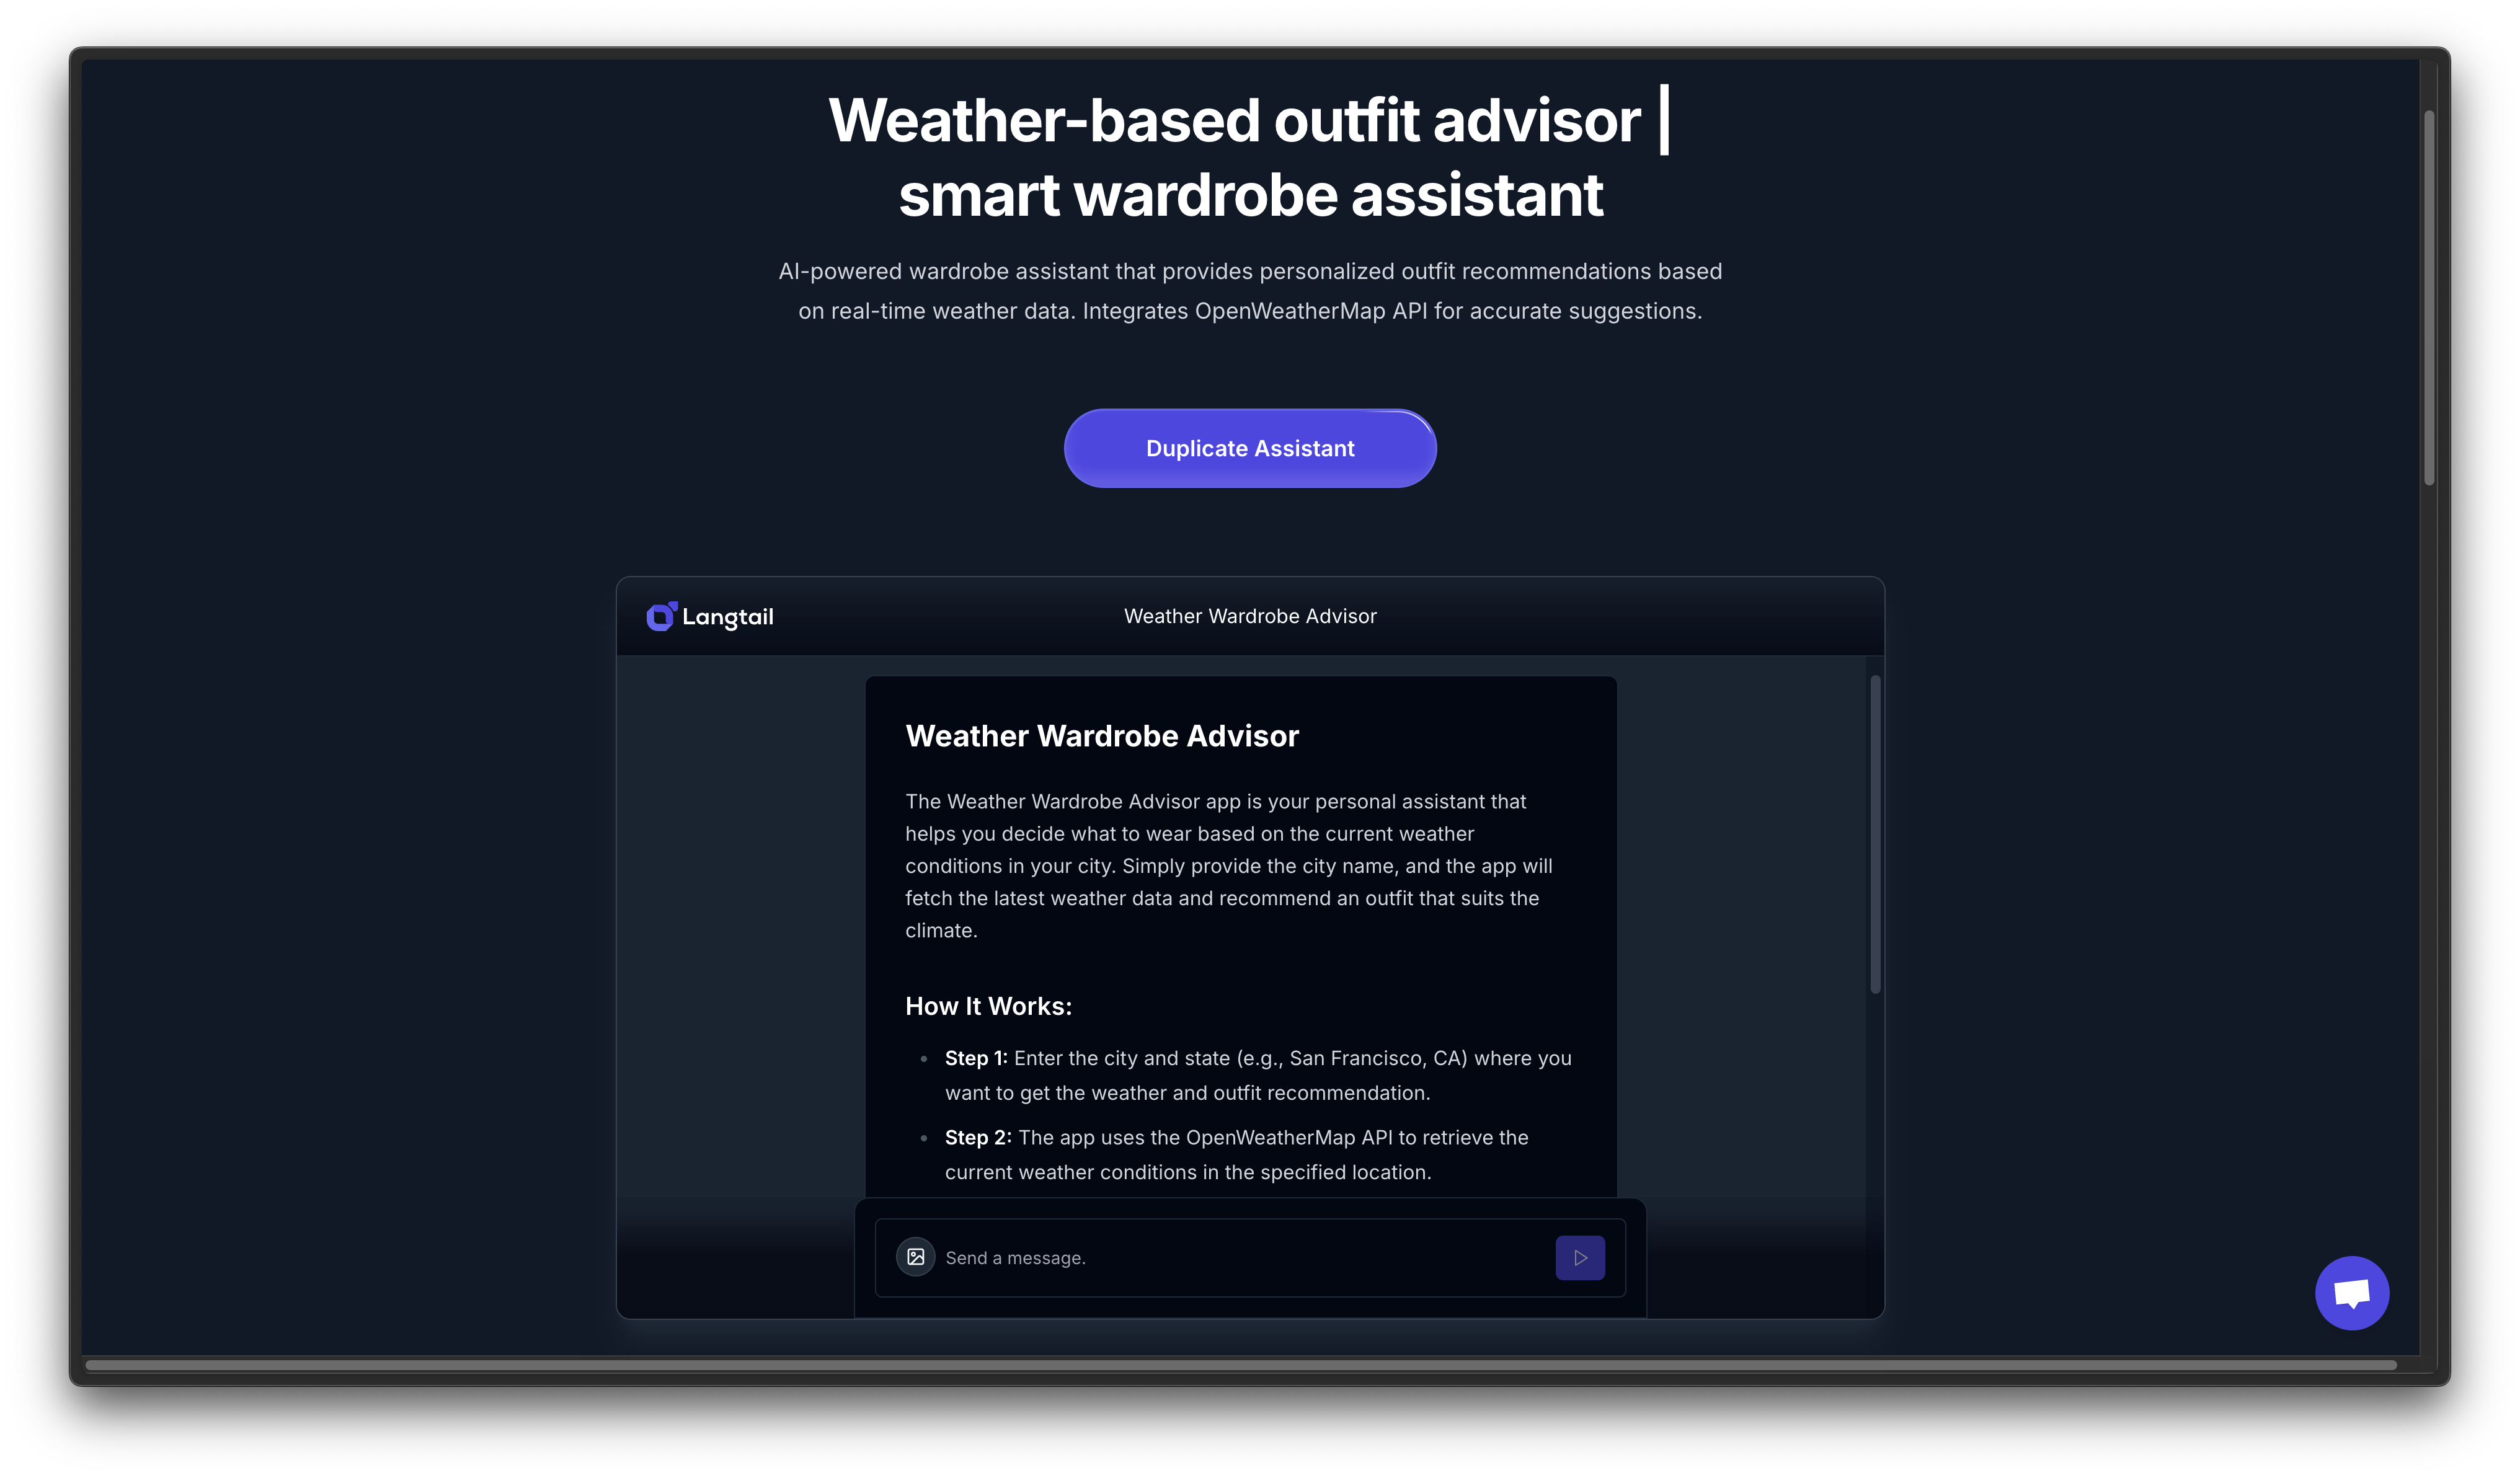 Weather-based outfit advisor |
smart wardrobe assistant
AI-powered wardrobe assistant that provides personalized outfit recommendations based
on real-time weather data. Integrates OpenWeatherMap API for accurate suggestions.
Duplicate Assistant
Langtail
Weather Wardrobe Advisor
Weather Wardrobe Advisor
The Weather Wardrobe Advisor app is your personal assistant that
helps you decide what to wear based on the current weather
conditions in your city. Simply provide the city name, and the app will
fetch the latest weather data and recommend an outfit that suits the
climate.
How It Works:
Step 1: Enter the city and state (e.g., San Francisco, CA) where you
want to get the weather and outfit recommendation.
Step 2: The app uses the OpenWeatherMap API to retrieve the
current weather conditions in the specified location.
Send a message.